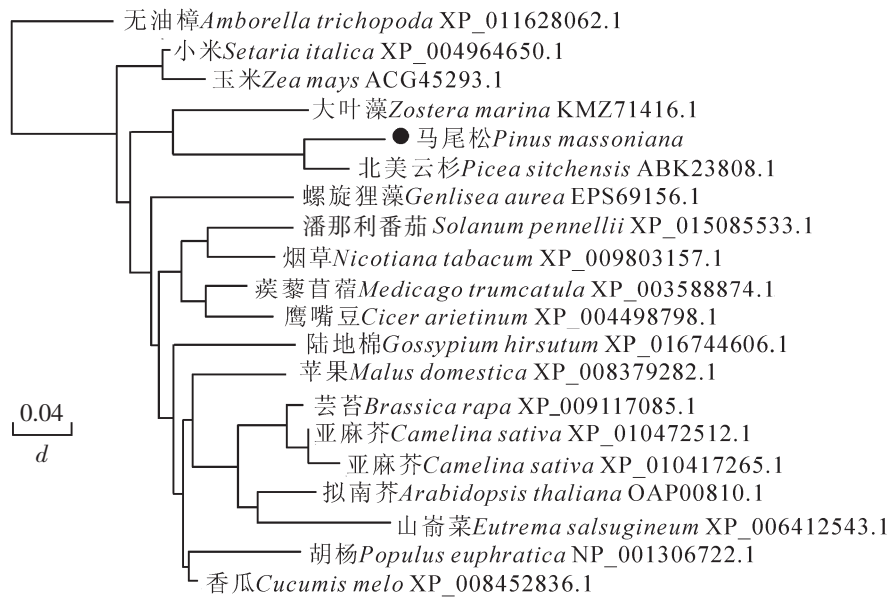 无油樟Amborella trichopoda XP_011628062.1
小米Setaria italica XP_004964650.1
玉米Zea mays ACG45293.1
大叶藻Zostera marina KMZ71416.1
马尾松Pinus massoniana
北美云杉Picea sitchensis ABK23808.1
螺旋狸藻Genlisea aurea EPS69156.1
潘那利番茄Solanum pennellii XP_015085533.1
烟草Nicotiana tabacum XP_009803157.1
蒺藜苜蓿Medicago trumcatula XP_003588874.1
鹰嘴豆Cicer arietinum XP_004498798.1
陆地棉Gossypium hirsutum XP_016744606.1
苹果Malus domestica XP_008379282.1
芸苔Brassica rapa XP_009117085.1
0.04
亚麻芥Camelina sativa XP_010472512.1
d
亚麻芥Camelina sativa XP_010417265.1
拟南芥Arabidopsis thaliana OAP00810.1
山嵛菜Eutrema salsugineum XP_006412543.1
胡杨Populus euphratica NP_001306722.1
香瓜Cucumis melo XP_008452836.1